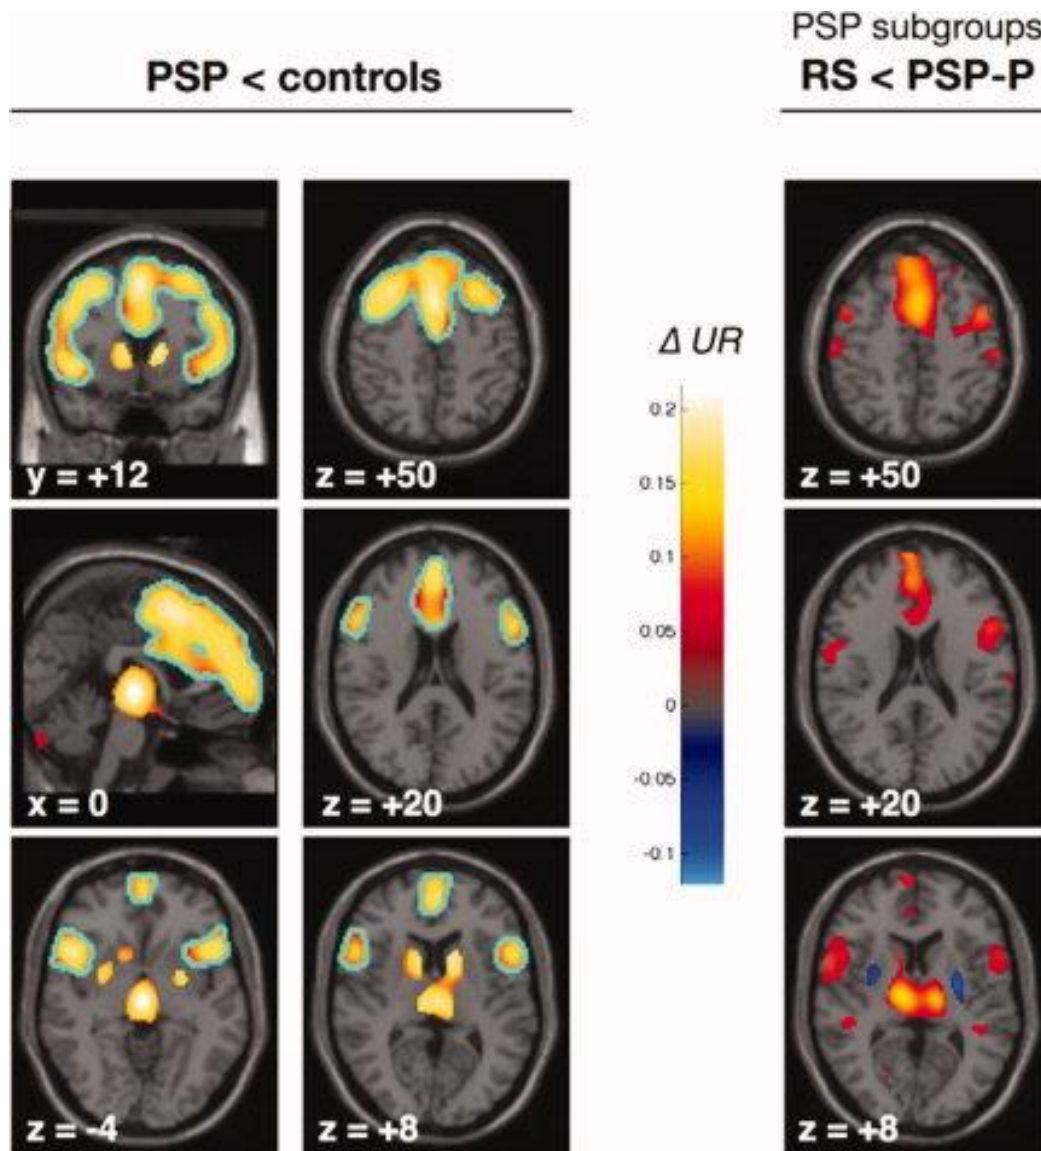 PSP < controls
PSP subgroups
RS < PSP-P
y = +12
z = +50
Δ UR
0.2
0.15
0.1
0.05
0
-0.05
-0.1
z = +50
x = 0
z = +20
z = +20
z = -4
z = +8
z = +8